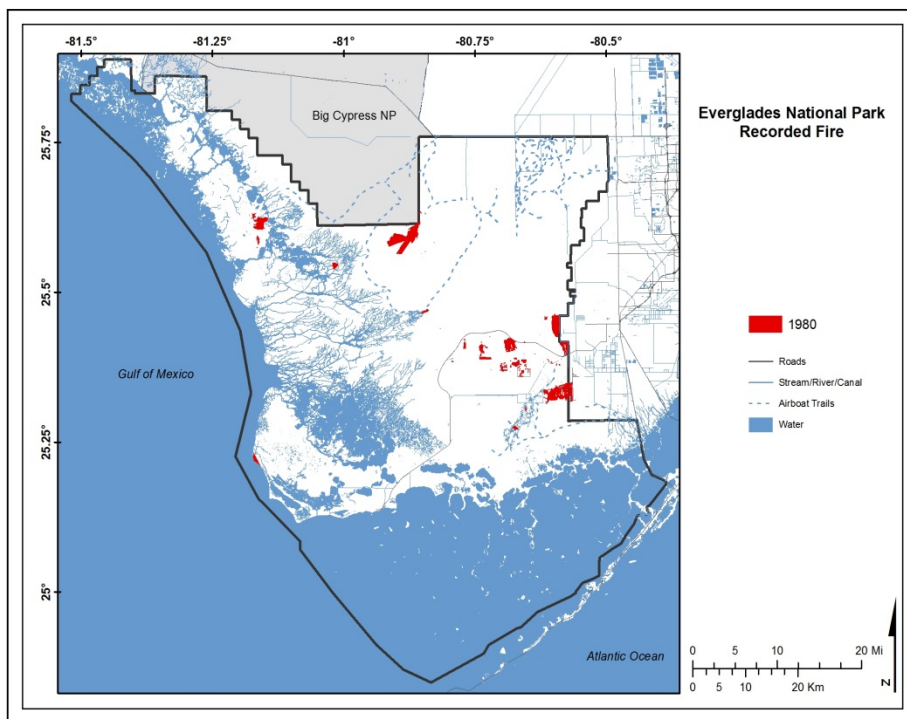 -81.5
-81.25
-81°
-80.75
-80.5
Big Cypress NP
25.75
25.5
25.25
25°
Gulf of Mexico
Atlantic Ocean
Everglades National Park
Recorded Fire
1980
Roads
Stream/River/Canal
Airboat Trails
Water
0 5 10 20 Mi
0 5 10 20 Km
N